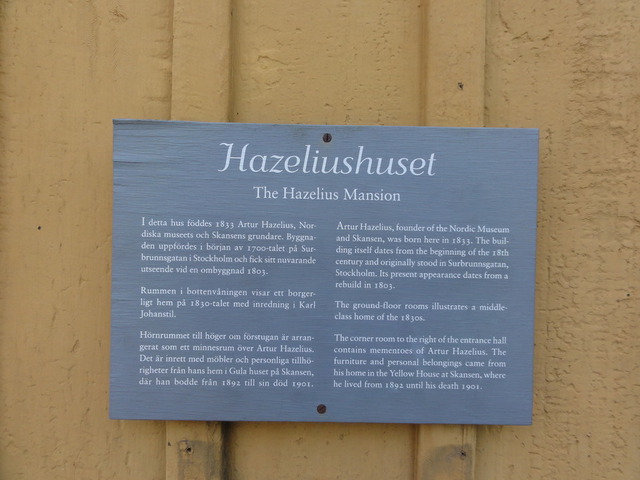 Hazeliushuset
The Hazelius Mansion
I detta hus föddes 1833 Artur Hazelius, Nor-
diska museets och Skansens grundare. Byggna-
den uppfördes i början av 1700-talet på Sur-
brunnsgatan i Stockholm och fick sitt nuvarande
utseende vid en ombyggnad 1803.
Rummen i bottenvåningen visar ett borger-
ligt hem på 1830-talet med inredning i Karl
Johanstil.
Hörnrummet till höger om förstugan är arran-
gerat som ett minnesrum över Artur Hazelius.
Det är inrett med möbler och personliga tillhö-
righeter från hans hem i Gula huset på Skansen,
där han bodde från 1892 till sin död 1901.
Artur Hazelius, founder of the Nordic Museum
and Skansen, was born here in 1833. The buil-
ding itself dates from the beginning of the 18th
century and originally stood in Surbrunnsgatan,
Stockholm. Its present appearance dates from a
rebuild in 1803.
The ground-floor rooms illustrates a middle-
class home of the 1830s.
The corner room to the right of the entrance hall
contains mementoes of Artur Hazelius. The
furniture and personal belongings came from
his home in the Yellow House at Skansen, where
he lived from 1892 until his death 1901.